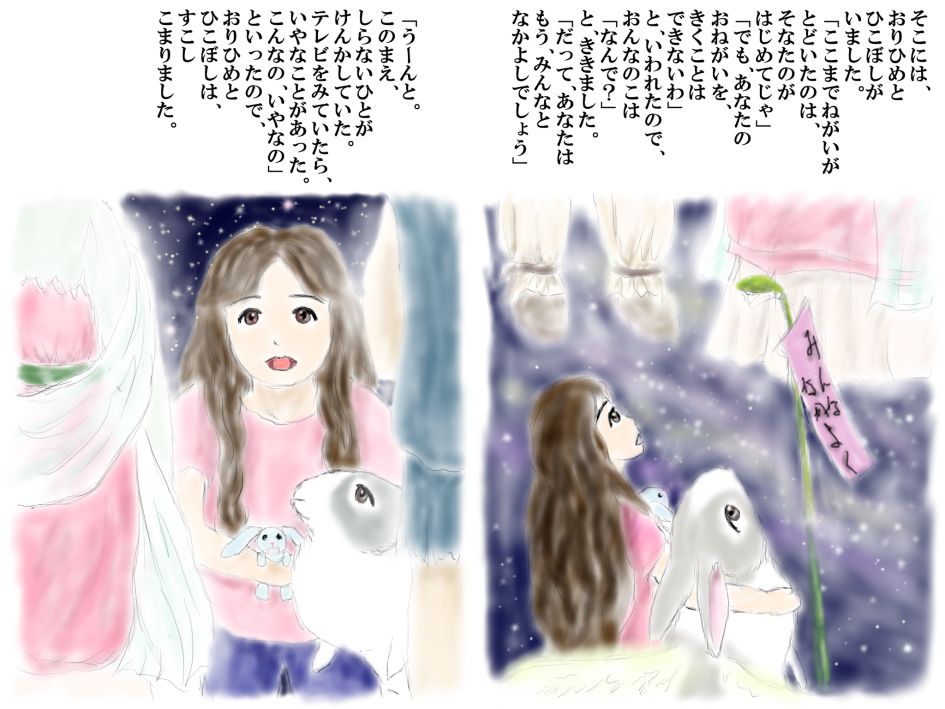 そこには、
おりひめと
ひこぼしが
いました。
「ここまでねがいが
とどいたのは、
そなたのが
はじめてじゃ」
「でも、あなたの
おねがいを、
きくことは
できないわ」
と、いわれたので、
おんなのこは
「なんで？」
と、ききました。
「だって、あなたは
もう、みんなと
なかよしでしょう」
みんな
なかよく
「うーんと。
このまえ、
しらないひとが
けんかしていた。
テレビをみていたら、
いやなことがあった。
こんなの、いやなの」
といったので、
おりひめと
ひこぼしは、
すこし
こまりました。